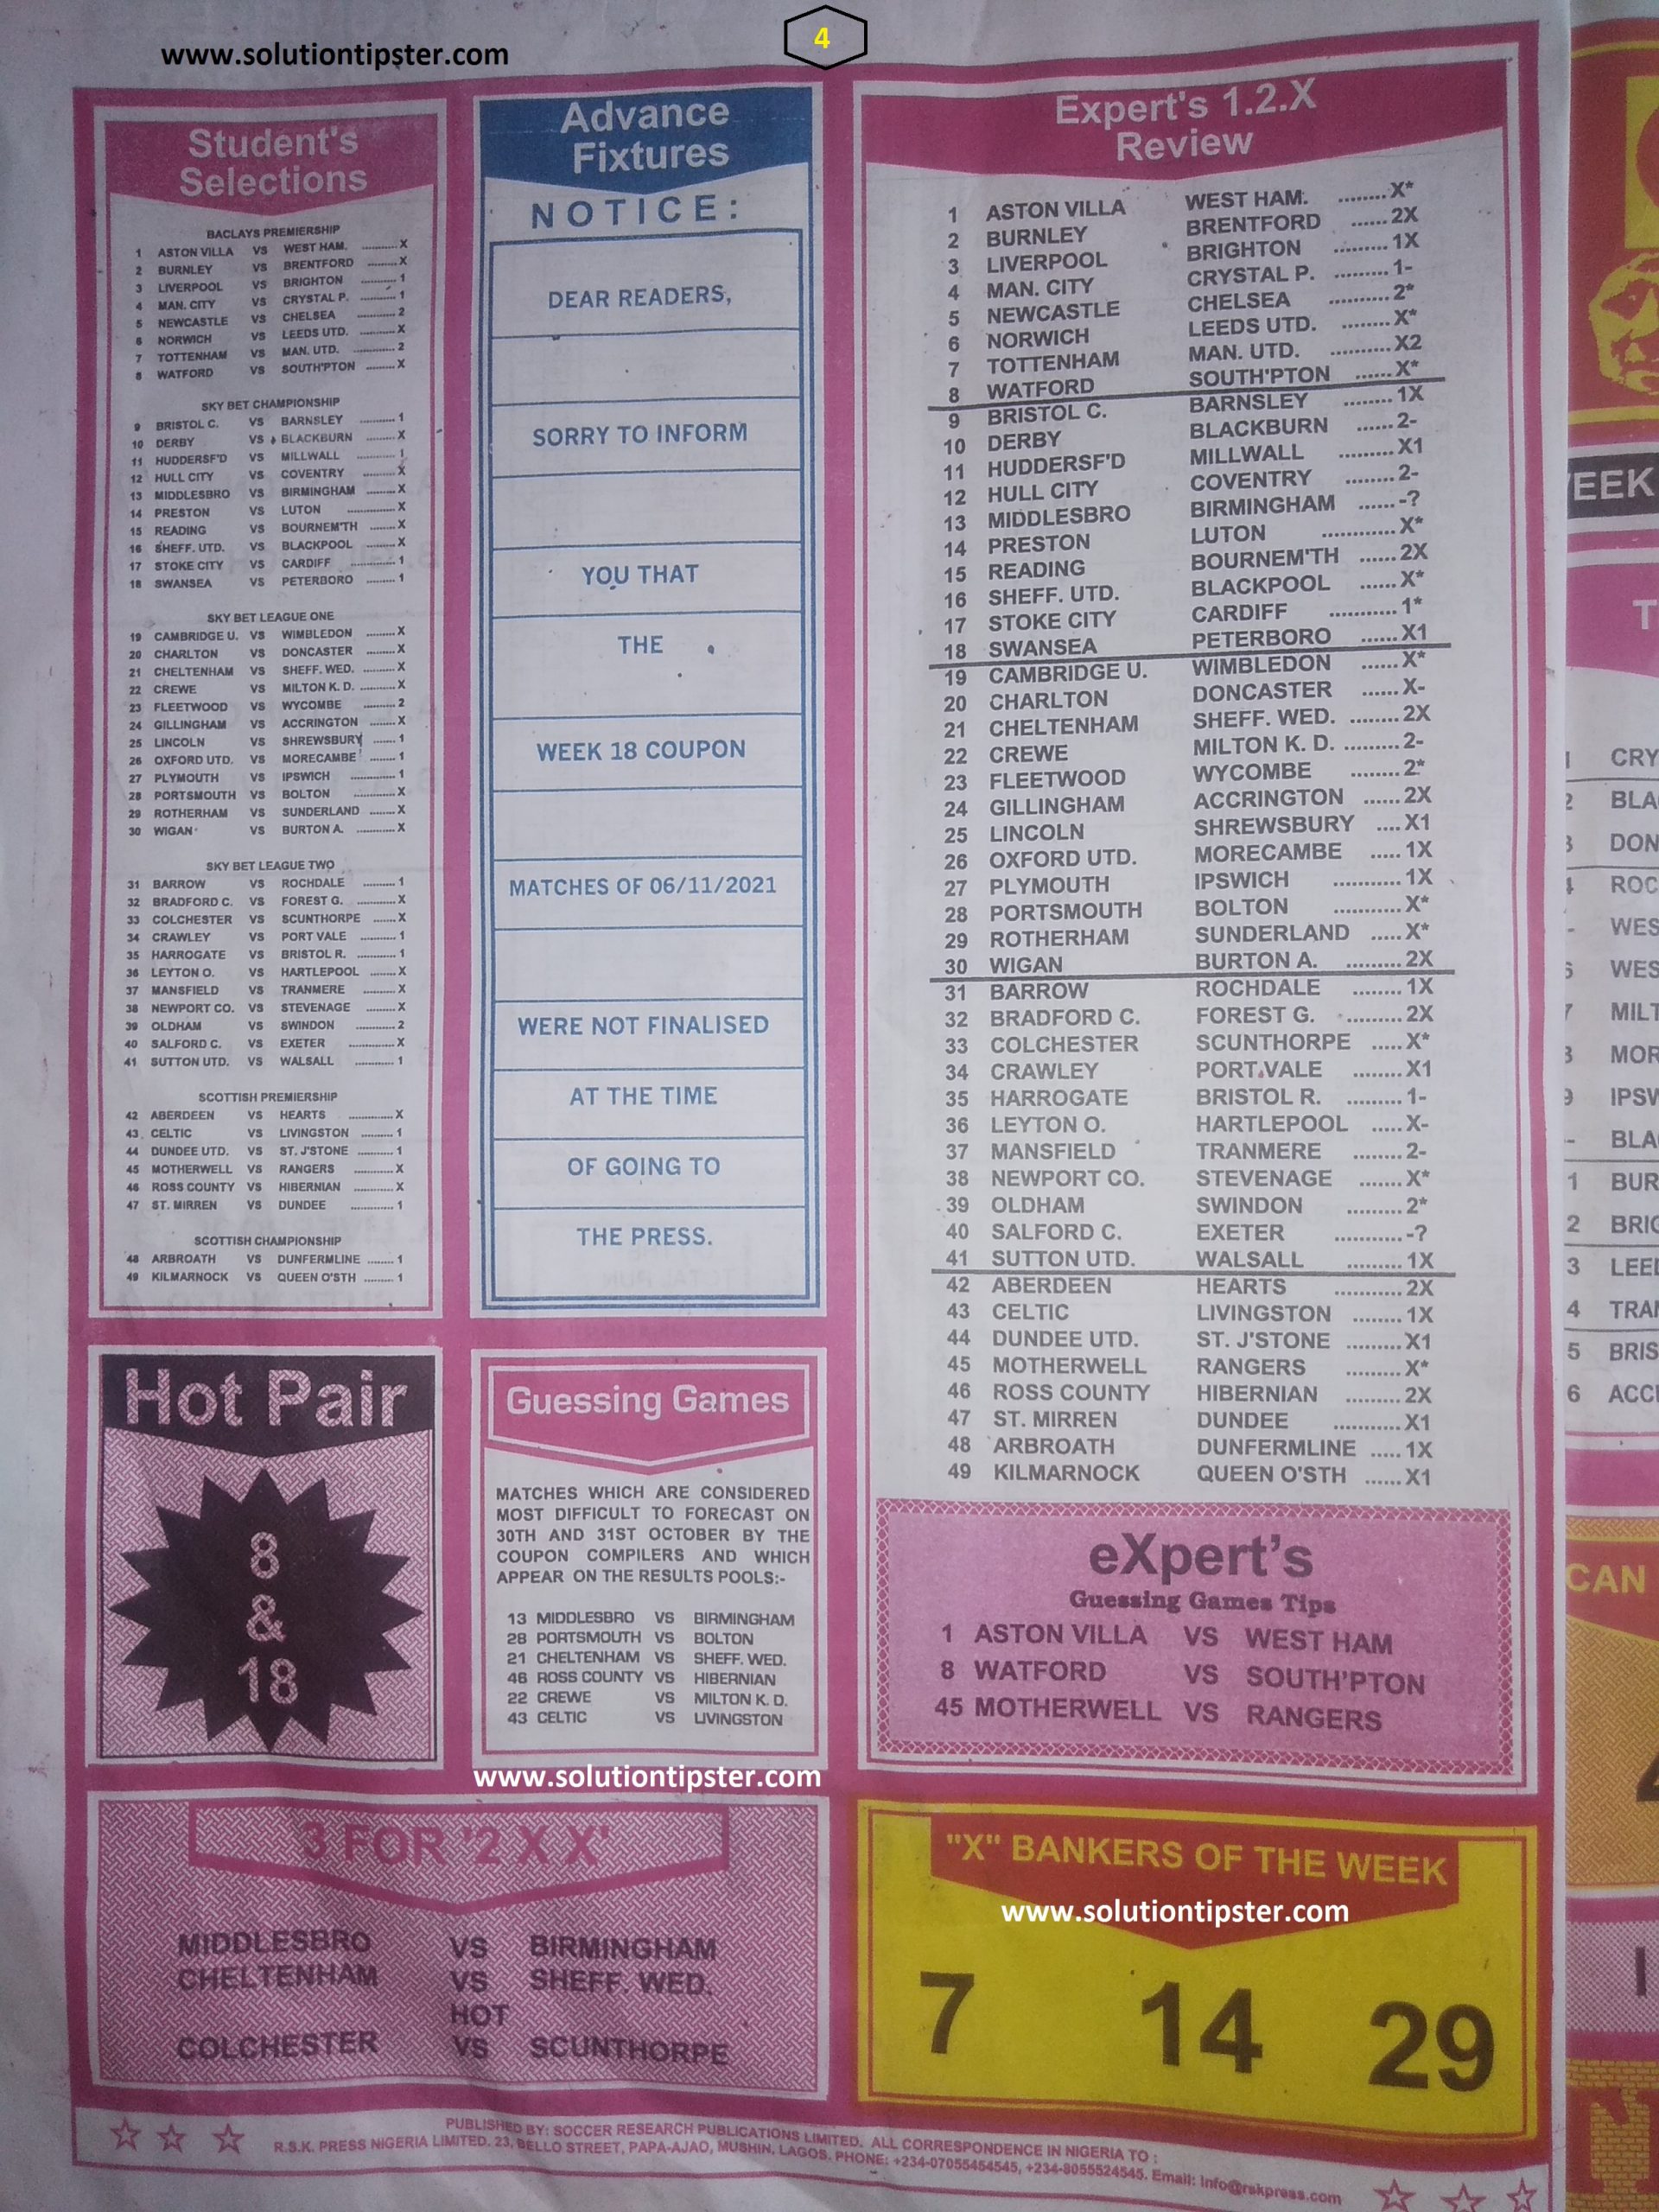 www.solutiontipster.com
4
Student's
Selections
BACLAYS PREMIERSHIP
1 ASTON VILLA VS WEST HAM. ..........X
2 BURNLEY VS BRENTFORD ........X
3 LIVERPOOL VS BRIGHTON ..........1
4 MAN. CITY VS CRYSTAL P. .........1
5 NEWCASTLE VS CHELSEA ............2
6 NORWICH VS LEEDS UTD. .........X
7 TOTTENHAM VS MAN. UTD. ...........2
8 WATFORD VS SOUTH'PTON ........X
SKY BET CHAMPIONSHIP
9 BRISTOL C. VS BARNSLEY ..........1
10 DERBY VS BLACKBURN ........X
11 HUDDERSF'D VS MILLWALL ...........1
12 HULL CITY VS COVENTRY .........X
13 MIDDLESBRO VS BIRMINGHAM ........X
14 PRESTON VS LUTON ..............X
15 READING VS BOURNEM'TH .......X
16 SHEFF. UTD. VS BLACKPOOL ........X
17 STOKE CITY VS CARDIFF ............1
18 SWANSEA VS PETERBORO ........1
SKY BET LEAGUE ONE
19 CAMBRIDGE U. VS WIMBLEDON ........X
20 CHARLTON VS DONCASTER ........X
21 CHELTENHAM VS SHEFF. WED. ........X
22 CREWE VS MILTON K. D. .........X
23 FLEETWOOD VS WYCOMBE ..........2
24 GILLINGHAM VS ACCRINGTON .......X
25 LINCOLN VS SHREWSBURY ......1
26 OXFORD UTD. VS MORECAMBE .......1
27 PLYMOUTH VS IPSWICH ............1
28 PORTSMOUTH VS BOLTON ...........X
29 ROTHERHAM VS SUNDERLAND .......X
30 WIGAN VS BURTON A. ...........X
SKY BET LEAGUE TWO
31 BARROW VS ROCHDALE .........1
32 BRADFORD C. VS FOREST G. .........X
33 COLCHESTER VS SCUNTHORPE ......X
34 CRAWLEY VS PORT VALE ..........1
35 HARROGATE VS BRISTOL R. ...........1
36 LEYTON O. VS HARTLEPOOL .......X
37 MANSFIELD VS TRANMERE .........X
38 NEWPORT CO. VS STEVENAGE ........X
39 OLDHAM VS SWINDON ...........2
40 SALFORD C. VS EXETER .............X
41 SUTTON UTD. VS WALSALL ...........1
SCOTTISH PREMIERSHIP
42 ABERDEEN VS HEARTS ............X
43 CELTIC VS LIVINGSTON .........1
44 DUNDEE UTD. VS ST. J'STONE ..........1
45 MOTHERWELL VS RANGERS ..........X
46 ROSS COUNTY VS HIBERNIAN ..........X
47 ST. MIRREN VS DUNDEE ............1
SCOTTISH CHAMPIONSHIP
48 ARBROATH VS DUNFERMLINE .......1
49 KILMARNOCK VS QUEEN O'STH ........1
Advance
Fixtures
NOTICE:
DEAR READERS,
SORRY TO INFORM
YOU THAT
THE
WEEK 18 COUPON
MATCHES OF 06/11/2021
WERE NOT FINALISED
AT THE TIME
OF GOING TO
THE PRESS.
Expert's 1.2.X
Review
1 ASTON VILLA WEST HAM. ........X*
2 BURNLEY BRENTFORD ......2X
3 LIVERPOOL BRIGHTON .........1X
4 MAN. CITY CRYSTAL P. .........1-
5 NEWCASTLE CHELSEA ..........2*
6 NORWICH LEEDS UTD. ........X*
7 TOTTENHAM MAN. UTD. ..........X2
8 WATFORD SOUTH'PTON ......X*
9 BRISTOL C. BARNSLEY ........1X
10 DERBY BLACKBURN ......2-
11 HUDDERSF'D MILLWALL .........X1
12 HULL CITY COVENTRY ........2-
13 MIDDLESBRO BIRMINGHAM ......-?
14 PRESTON LUTON ............X*
15 READING BOURNEM'TH ......2X
16 SHEFF. UTD. BLACKPOOL ......X*
17 STOKE CITY CARDIFF ...........1*
18 SWANSEA PETERBORO ......X1
19 CAMBRIDGE U. WIMBLEDON ......X*
20 CHARLTON DONCASTER ......X-
21 CHELTENHAM SHEFF. WED. ........2X
22 CREWE MILTON K. D. .........2-
23 FLEETWOOD WYCOMBE ........2*
24 GILLINGHAM ACCRINGTON ......2X
25 LINCOLN SHREWSBURY ....X1
26 OXFORD UTD. MORECAMBE .....1X
27 PLYMOUTH IPSWICH ...........1X
28 PORTSMOUTH BOLTON ...........X*
29 ROTHERHAM SUNDERLAND .....X*
30 WIGAN BURTON A. .........2X
31 BARROW ROCHDALE ........1X
32 BRADFORD C. FOREST G. .........2X
33 COLCHESTER SCUNTHORPE .....X*
34 CRAWLEY PORT.VALE ........X1
35 HARROGATE BRISTOL R. .........1-
36 LEYTON O. HARTLEPOOL .....X-
37 MANSFIELD TRANMERE ........2-
38 NEWPORT CO. STEVENAGE .......X*
39 OLDHAM SWINDON .........2*
40 SALFORD C. EXETER ...........-?
41 SUTTON UTD. WALSALL .........1X
42 ABERDEEN HEARTS ..........2X
43 CELTIC LIVINGSTON ........1X
44 DUNDEE UTD. ST. J'STONE .........X1
45 MOTHERWELL RANGERS .........X*
46 ROSS COUNTY HIBERNIAN .........2X
47 ST. MIRREN DUNDEE ...........X1
48 ARBROATH DUNFERMLINE .....1X
49 KILMARNOCK QUEEN O'STH ......X1
Hot Pair
8
&
18
Guessing Games
MATCHES WHICH ARE CONSIDERED
MOST DIFFICULT TO FORECAST ON
30TH AND 31ST OCTOBER BY THE
COUPON COMPILERS AND WHICH
APPEAR ON THE RESULTS POOLS:-
13 MIDDLESBRO VS BIRMINGHAM
28 PORTSMOUTH VS BOLTON
21 CHELTENHAM VS SHEFF. WED.
46 ROSS COUNTY VS HIBERNIAN
22 CREWE VS MILTON K. D.
43 CELTIC VS LIVINGSTON
www.solutiontipster.com
eXpert's
Guessing Games Tips
1 ASTON VILLA VS WEST HAM
8 WATFORD VS SOUTH'PTON
45 MOTHERWELL VS RANGERS
3 FOR '2 X X'
MIDDLESBRO VS BIRMINGHAM
CHELTENHAM VS SHEFF. WED.
HOT
COLCHESTER VS SCUNTHORPE
"X" BANKERS OF THE WEEK
www.solutiontipster.com
7 14 29
PUBLISHED BY: SOCCER RESEARCH PUBLICATIONS LIMITED. ALL CORRESPONDENCE IN NIGERIA TO :
R.S.K. PRESS NIGERIA LIMITED. 23, BELLO STREET, PAPA-AJAO, MUSHIN, LAGOS. PHONE: +234-07055454545, +234-8055524545. Email: Info@rskpress.com
EEK
T
CRY
2 BLA
3 DON
4 ROC
- WES
6 WES
7 MILT
8 MOR
9 IPSW
- BLA
1 BUR
2 BRIG
3 LEED
4 TRAN
5 BRIS
6 ACCR
CAN